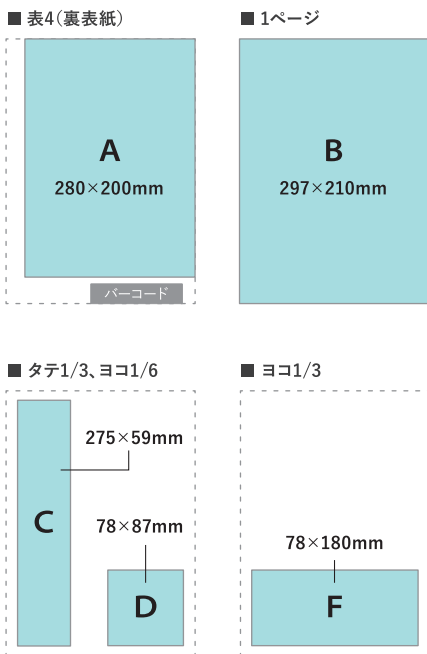 ■ 表4(裏表紙)
A
280×200mm
バーコード
■ 1ページ
B
297×210mm
■ タテ1/3、ヨコ1/6
275×59mm
C
78×87mm
D
■ ヨコ1/3
78×180mm
F